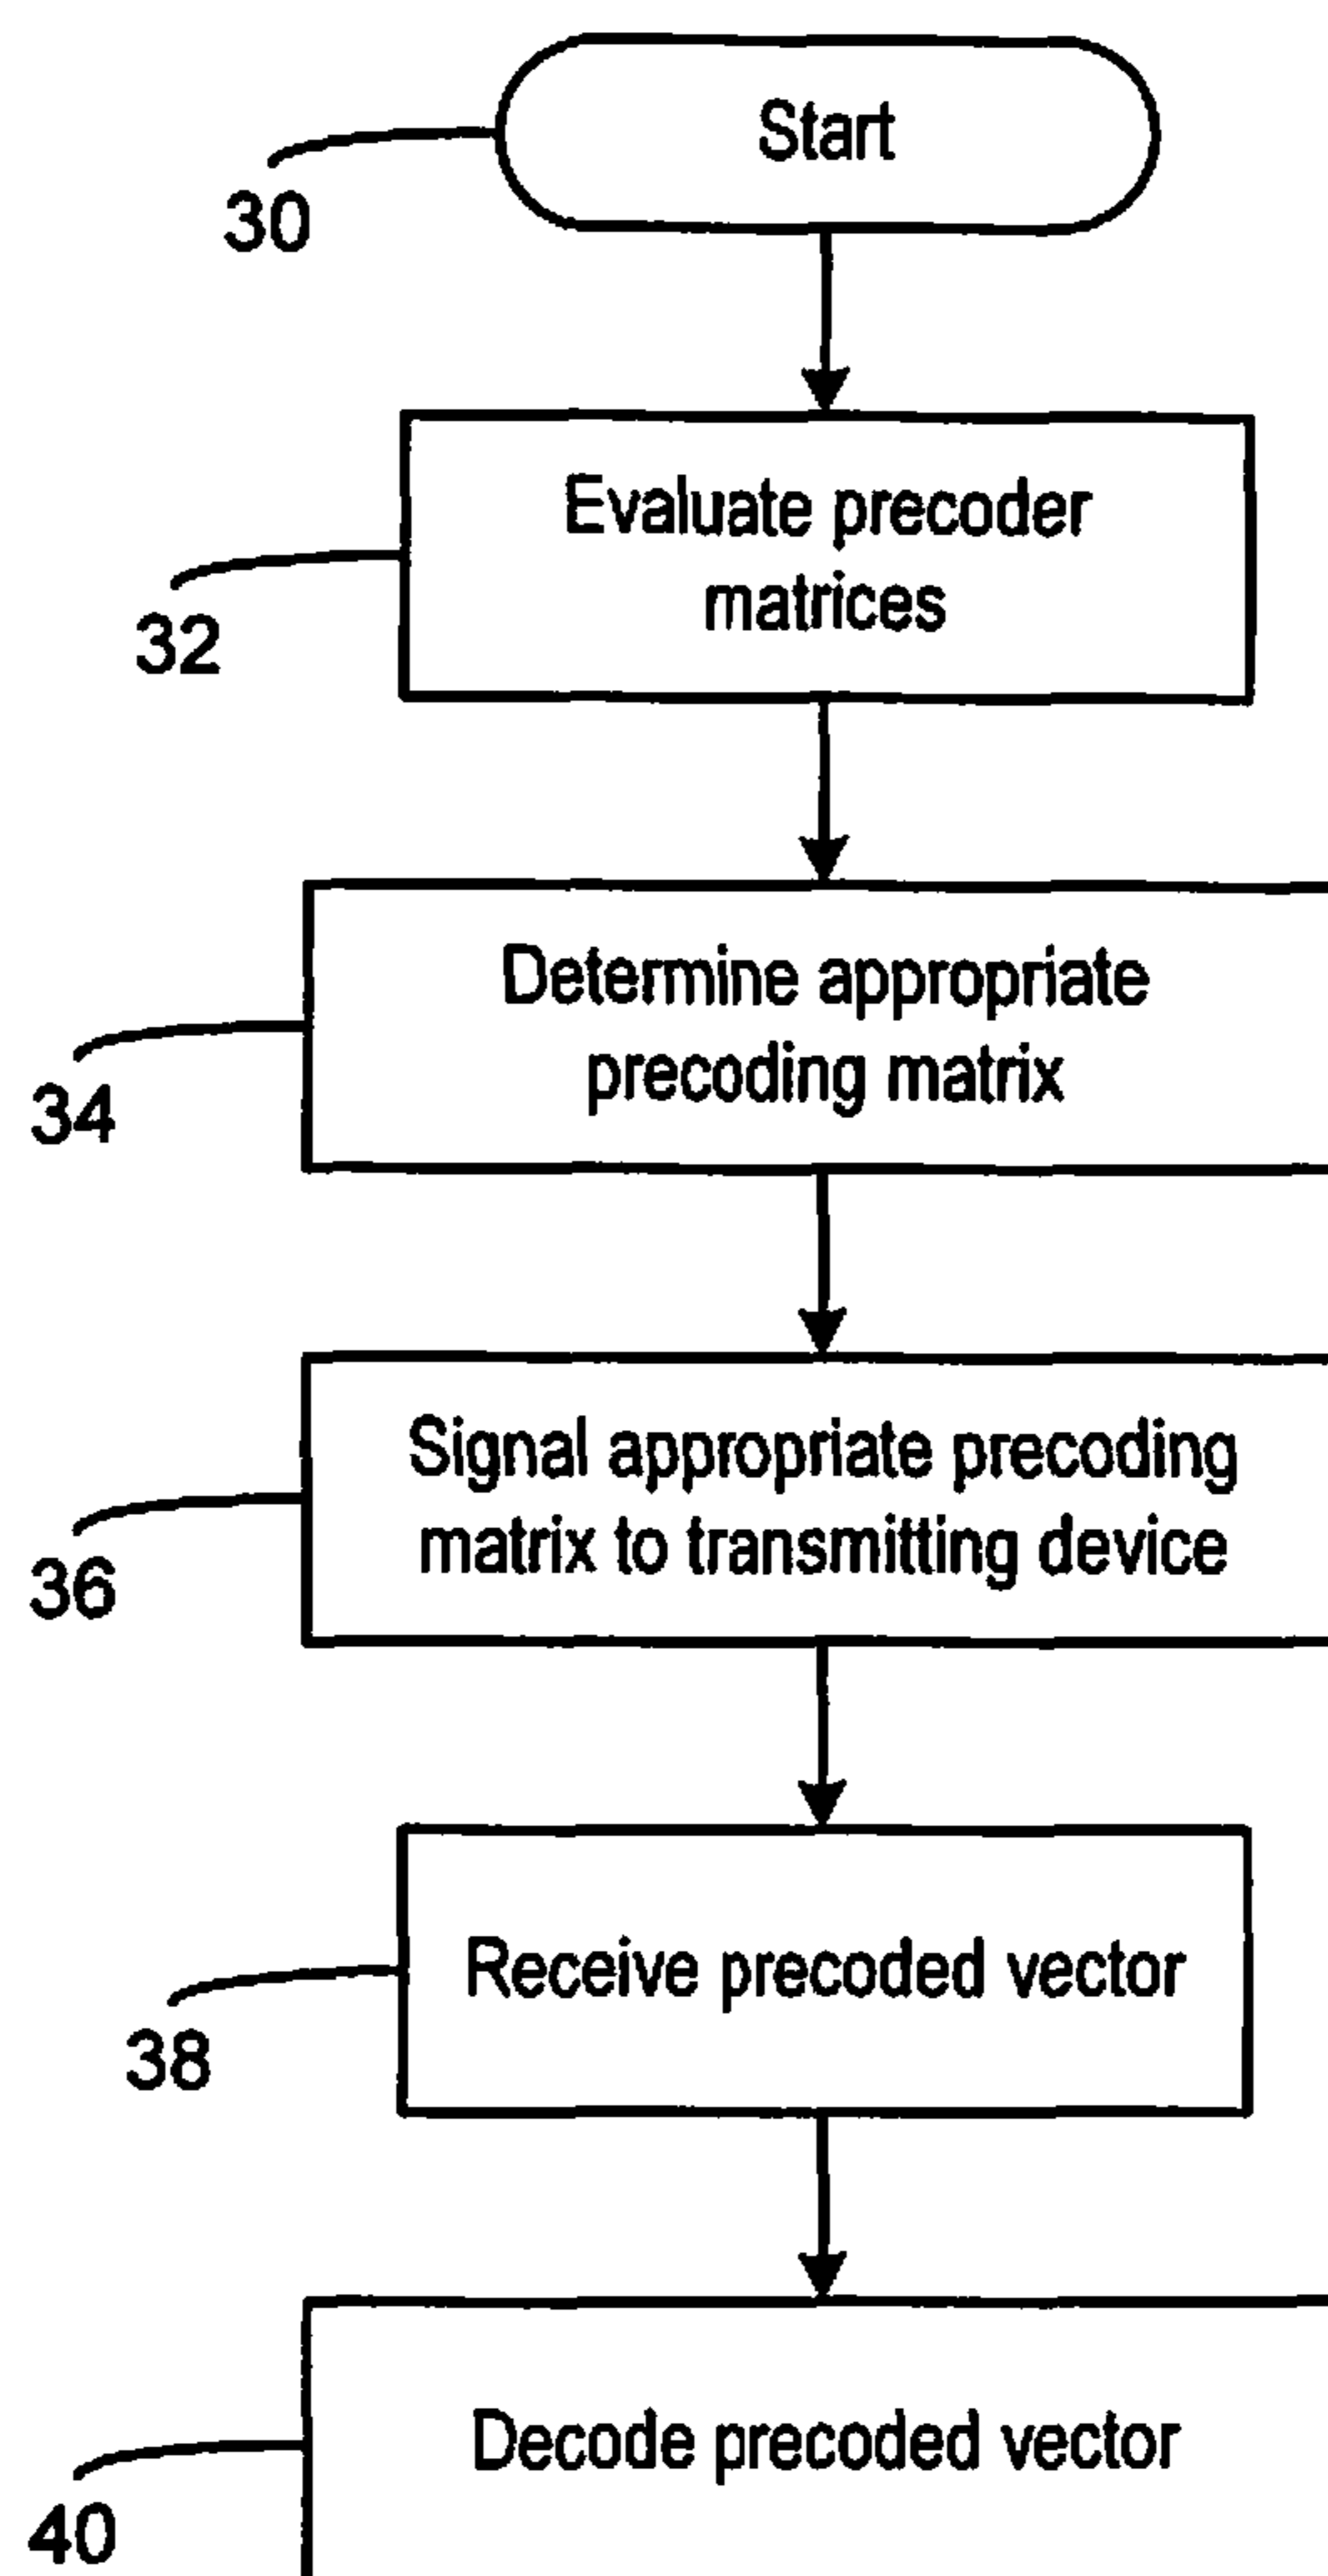 Start
30
Evaluate precoder
matrices
32
Determine appropriate
precoding matrix
34
Signal appropriate precoding
matrix to transmitting device
36
Receive precoded vector
38
Decode precoded vector
40